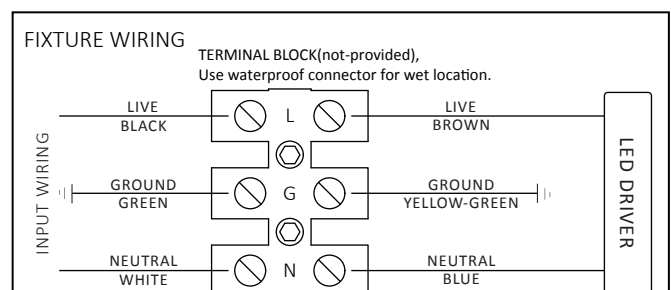 FIXTURE WIRING
TERMINAL BLOCK(not-provided),
Use waterproof connector for wet location.
INPUT WIRING
LIVE
BLACK
L
LIVE
BROWN
GROUND
GREEN
G
GROUND
YELLOW-GREEN
NEUTRAL
WHITE
N
NEUTRAL
BLUE
LED DRIVER